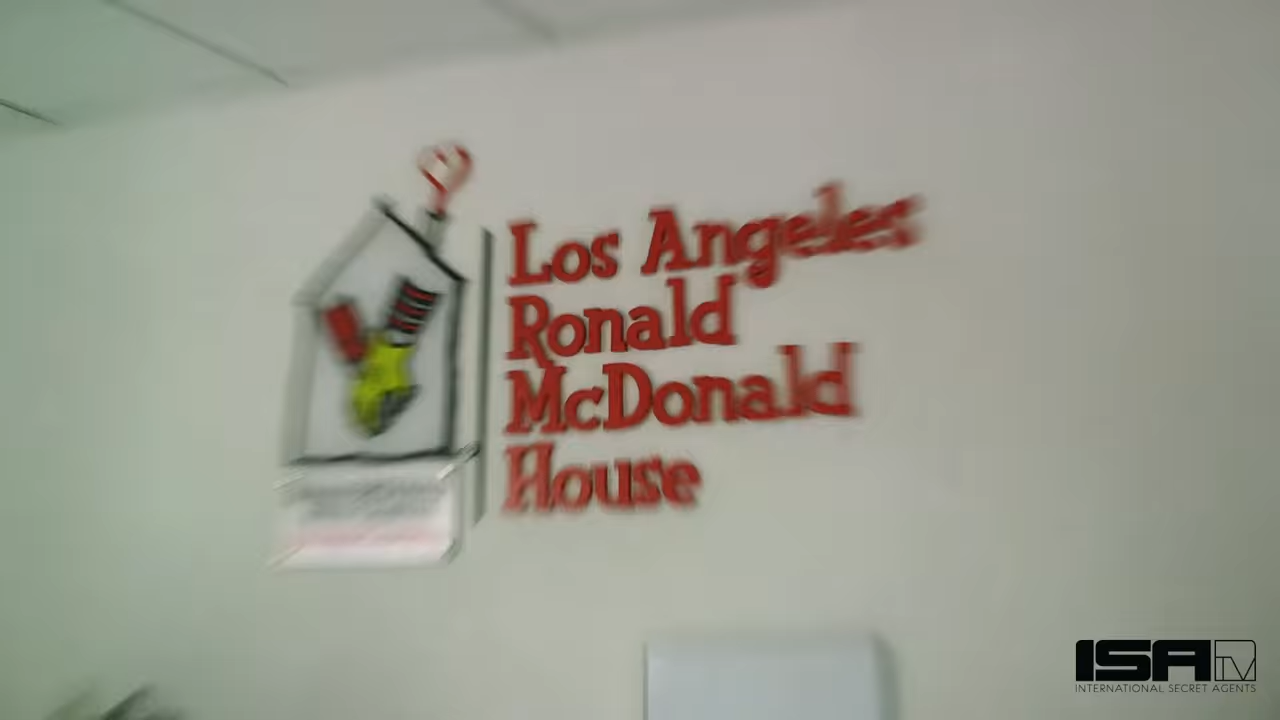 Los Angeles
Ronald
McDonald
House
ISA TV
INTERNATIONAL SECRET AGENTS